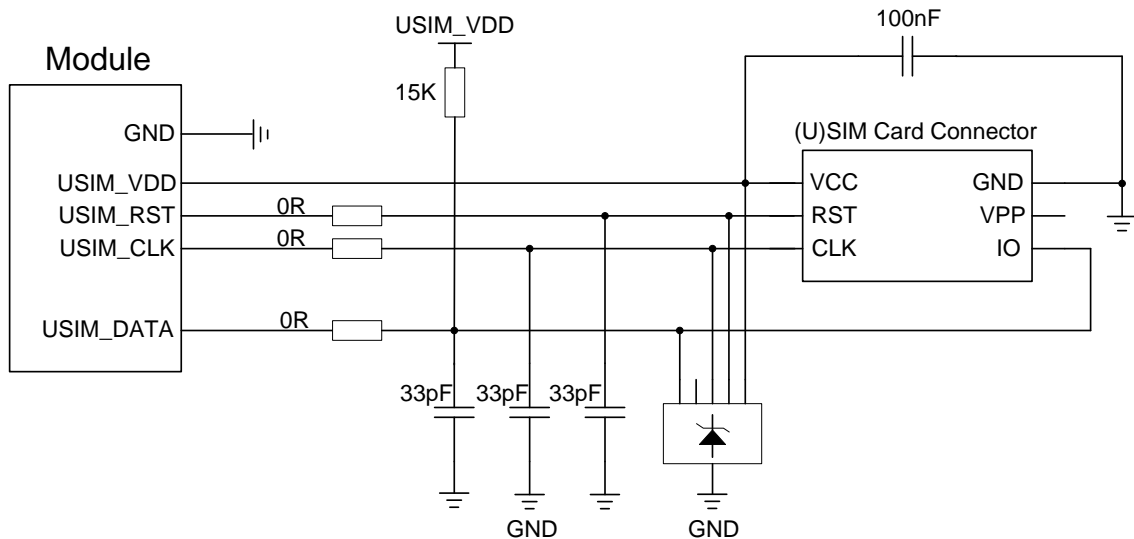 100nF
USIM_VDD
Module
15K
(U)SIM Card Connector
GND
USIM_VDD
VCC
GND
USIM_RST
0R
RST
VPP
USIM_CLK
0R
CLK
IO
USIM_DATA
0R
33pF
33pF
33pF
GND
GND